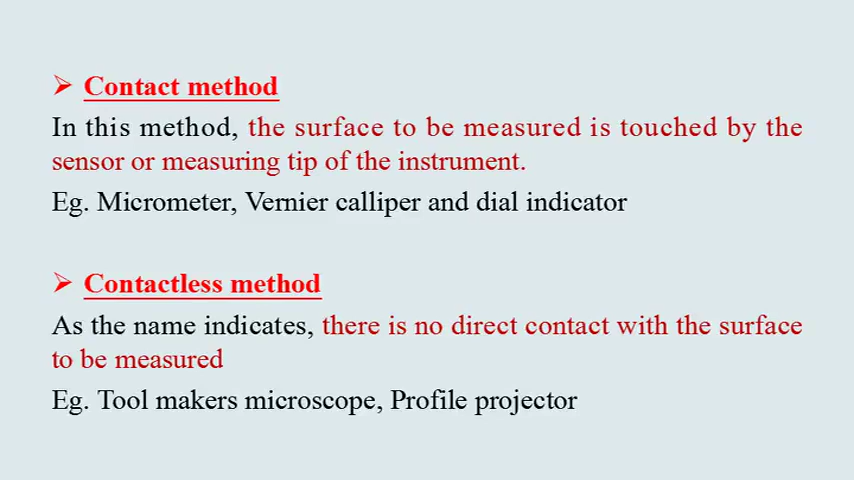 ➢ Contact method
In this method, the surface to be measured is touched by the
sensor or measuring tip of the instrument.
Eg. Micrometer, Vernier calliper and dial indicator
➢ Contactless method
As the name indicates, there is no direct contact with the surface
to be measured
Eg. Tool makers microscope, Profile projector